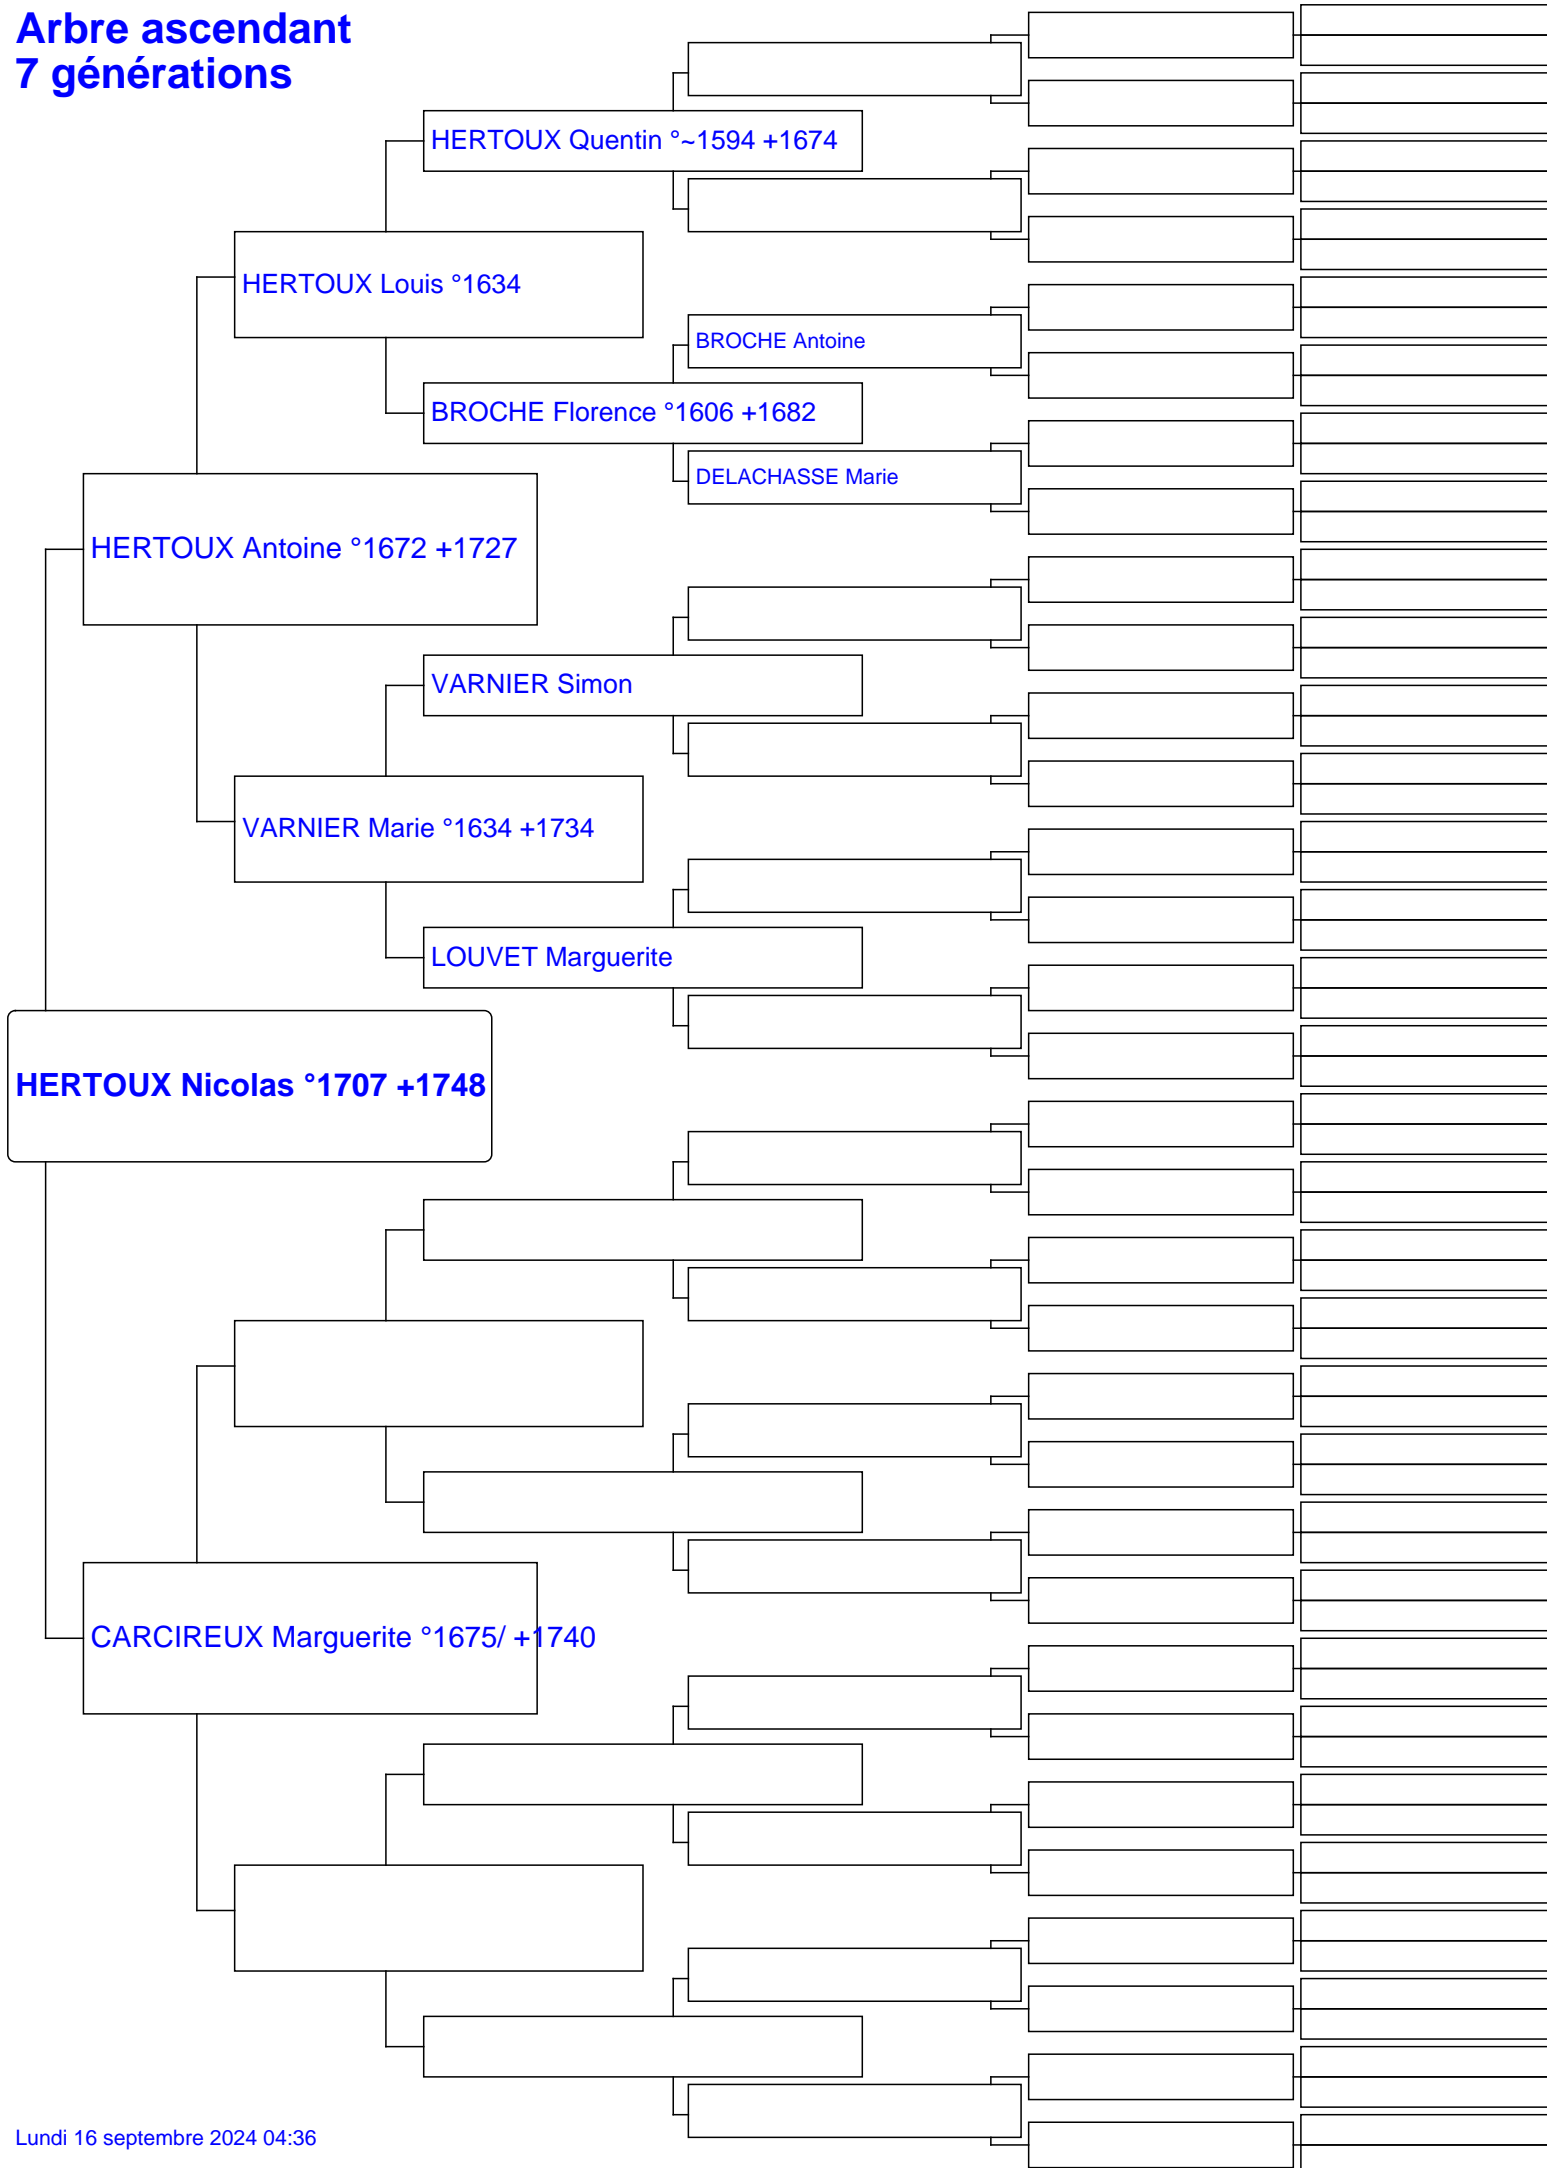 Arbre ascendant
7 générations
HERTOUX Quentin °~1594 +1674
HERTOUX Louis °1634
BROCHE Antoine
BROCHE Florence °1606 +1682
DELACHASSE Marie
HERTOUX Antoine °1672 +1727
VARNIER Simon
VARNIER Marie °1634 +1734
LOUVET Marguerite
HERTOUX Nicolas °1707 +1748
CARCIREUX Marguerite °1675/ +1740
Lundi 16 septembre 2024 04:36